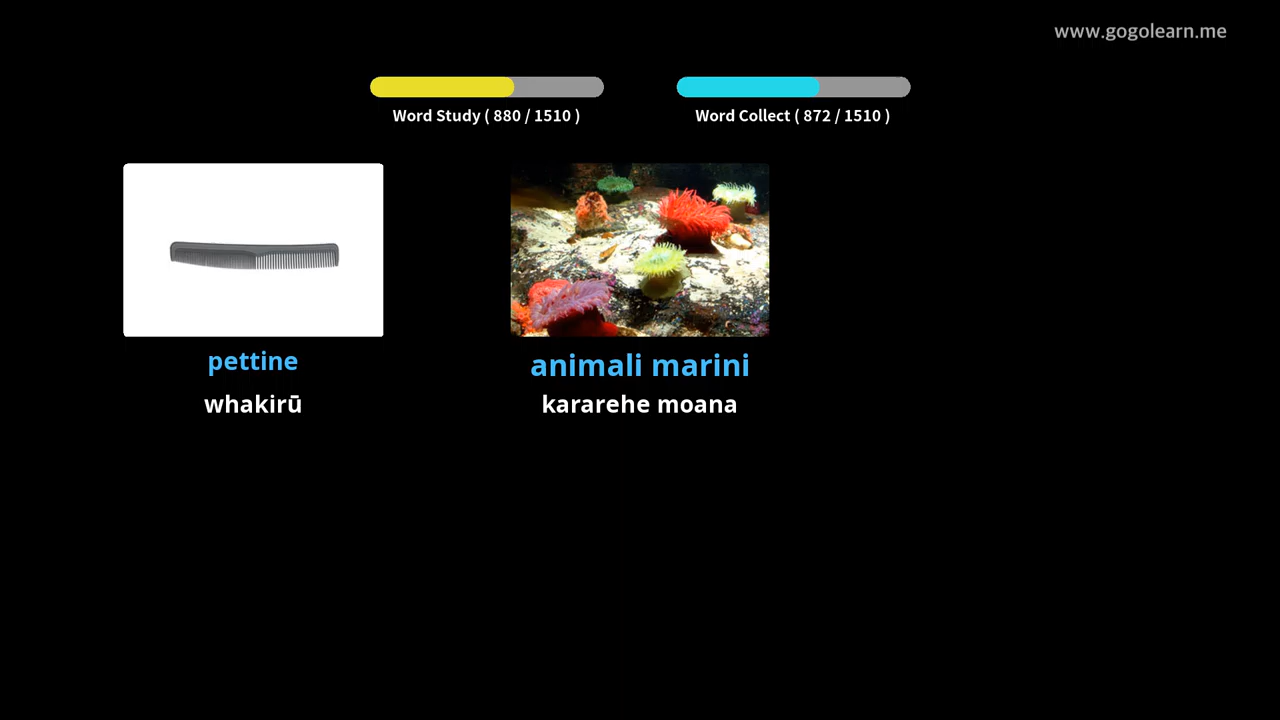 www.gogolearn.me
Word Study ( 880 / 1510 )
Word Collect ( 872 / 1510 )
pettine
whakirū
animali marini
kararehe moana